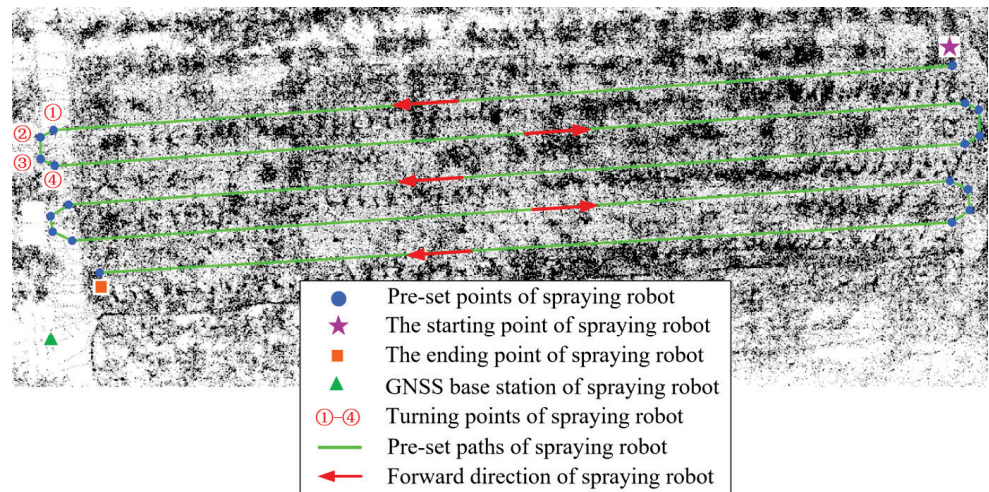 ①
②
③
④
Pre-set points of spraying robot
The starting point of spraying robot
The ending point of spraying robot
GNSS base station of spraying robot
①–④ Turning points of spraying robot
Pre-set paths of spraying robot
Forward direction of spraying robot